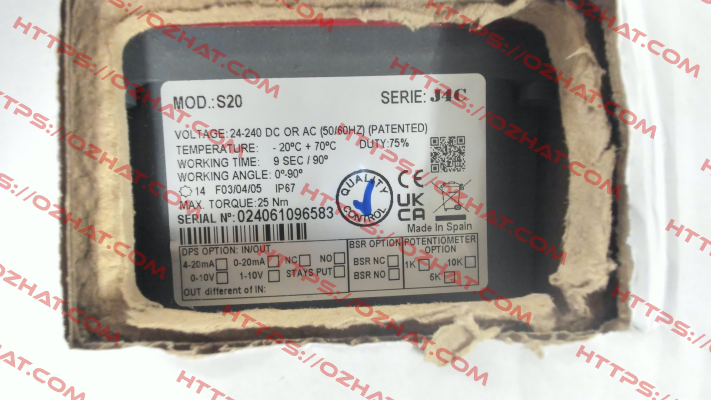 MOD.:S20
SERIE: J4C
VOLTAGE: 24-240 DC OR AC (50/60HZ) (PATENTED)
TEMPERATURE: - 20ºC + 70ºC DUTY:75%
WORKING TIME: 9 SEC / 90º
WORKING ANGLE: 0º-90º
14 F03/04/05 IP67
MAX. TORQUE: 25 Nm
SERIAL Nº: 024061096583
QUALITY CONTROL
CE
UK
CA
Made In Spain
DPS OPTION: IN/OUT:
4-20mA 0-20mA NC NO
0-10V 1-10V STAYS PUT
OUT different of IN:
BSR OPTION
BSR NC
BSR NO
POTENTIOMETER
OPTION
1K 10K
5K
HTTPS://OZHAT.COM